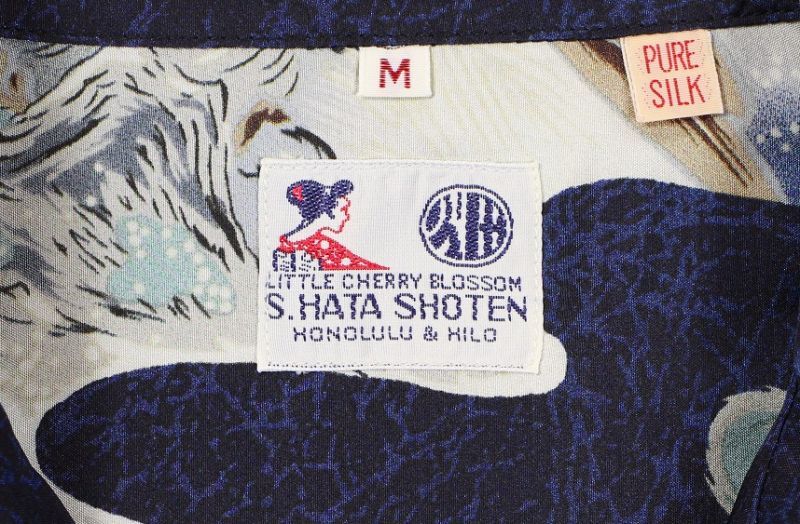 M
PURE
SILK
LITTLE CHERRY BLOSSOM
S.HATA SHOTEN
HONOLULU & HILO